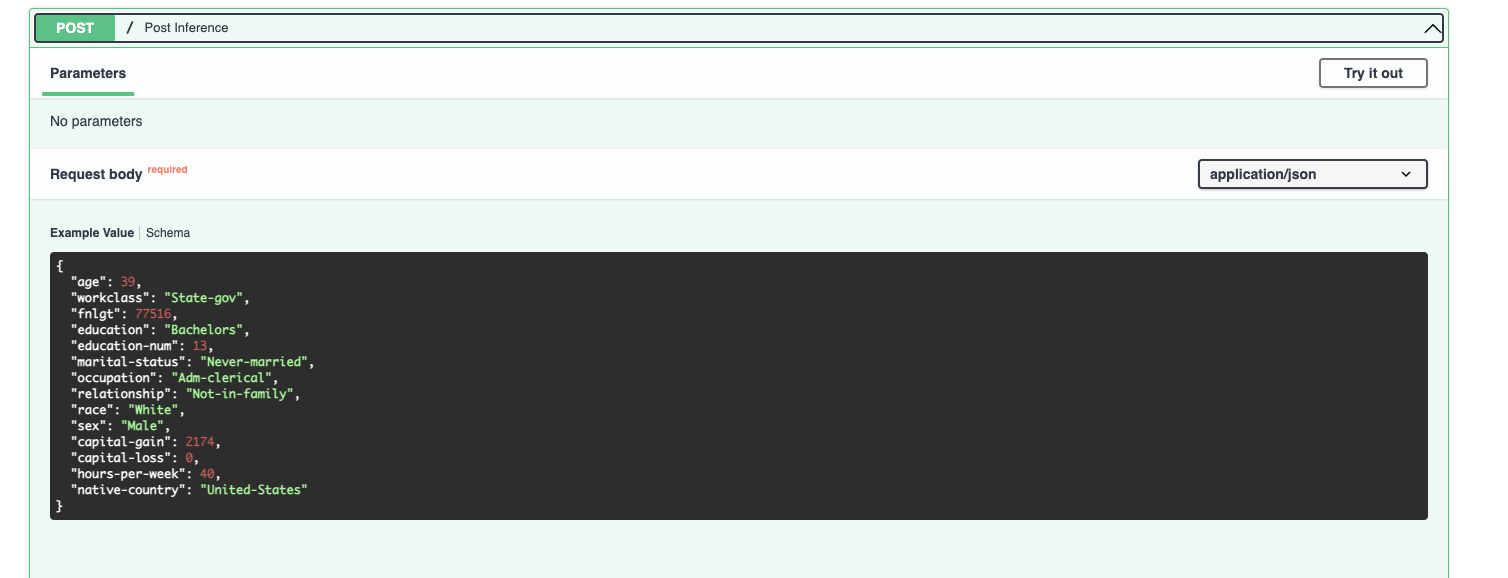 POST / Post Inference
Parameters
Try it out
No parameters
Request body required
application/json
Example Value Schema
{
"age": 39,
"workclass": "State-gov",
"fnlgt": 77516,
"education": "Bachelors",
"education-num": 13,
"marital-status": "Never-married",
"occupation": "Adm-clerical",
"relationship": "Not-in-family",
"race": "White",
"sex": "Male",
"capital-gain": 2174,
"capital-loss": 0,
"hours-per-week": 40,
"native-country": "United-States"
}